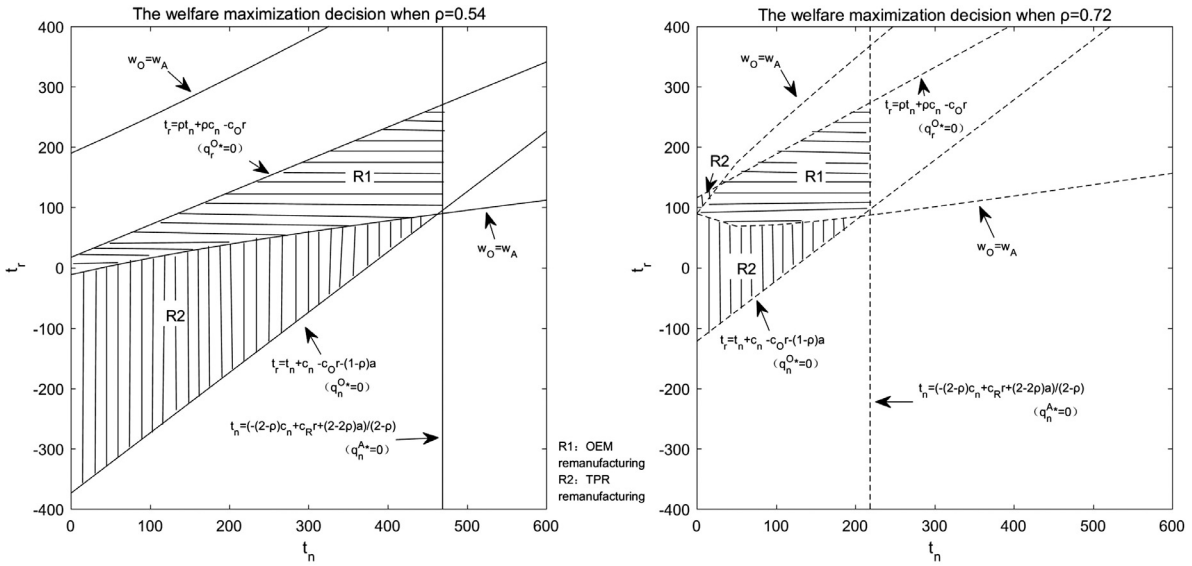 The welfare maximization decision when ρ=0.54
400
300
200
100
0
-100
-200
-300
-400
0
100
200
300
400
500
600
t_r
t_n
w_O=w_A
t_r=ρt_n+ρc_n -c_Or
（q_r^O*=0）
R1
w_O=w_A
R2
t_r=t_n+c_n -c_Or-(1-ρ)a
（q_n^O*=0）
t_n=(-(2-ρ)c_n+c_Rr+(2-2ρ)a)/(2-ρ)
（q_n^A*=0）
R1：OEM
remanufacturing
R2：TPR
remanufacturing
The welfare maximization decision when ρ=0.72
400
300
200
100
0
-100
-200
-300
-400
0
100
200
300
400
500
600
t_r
t_n
w_O=w_A
t_r=ρt_n+ρc_n -c_Or
（q_r^O*=0）
R2
R1
w_O=w_A
R2
t_r=t_n+c_n -c_Or-(1-ρ)a
（q_n^O*=0）
t_n=(-(2-ρ)c_n+c_Rr+(2-2ρ)a)/(2-ρ)
（q_n^A*=0）